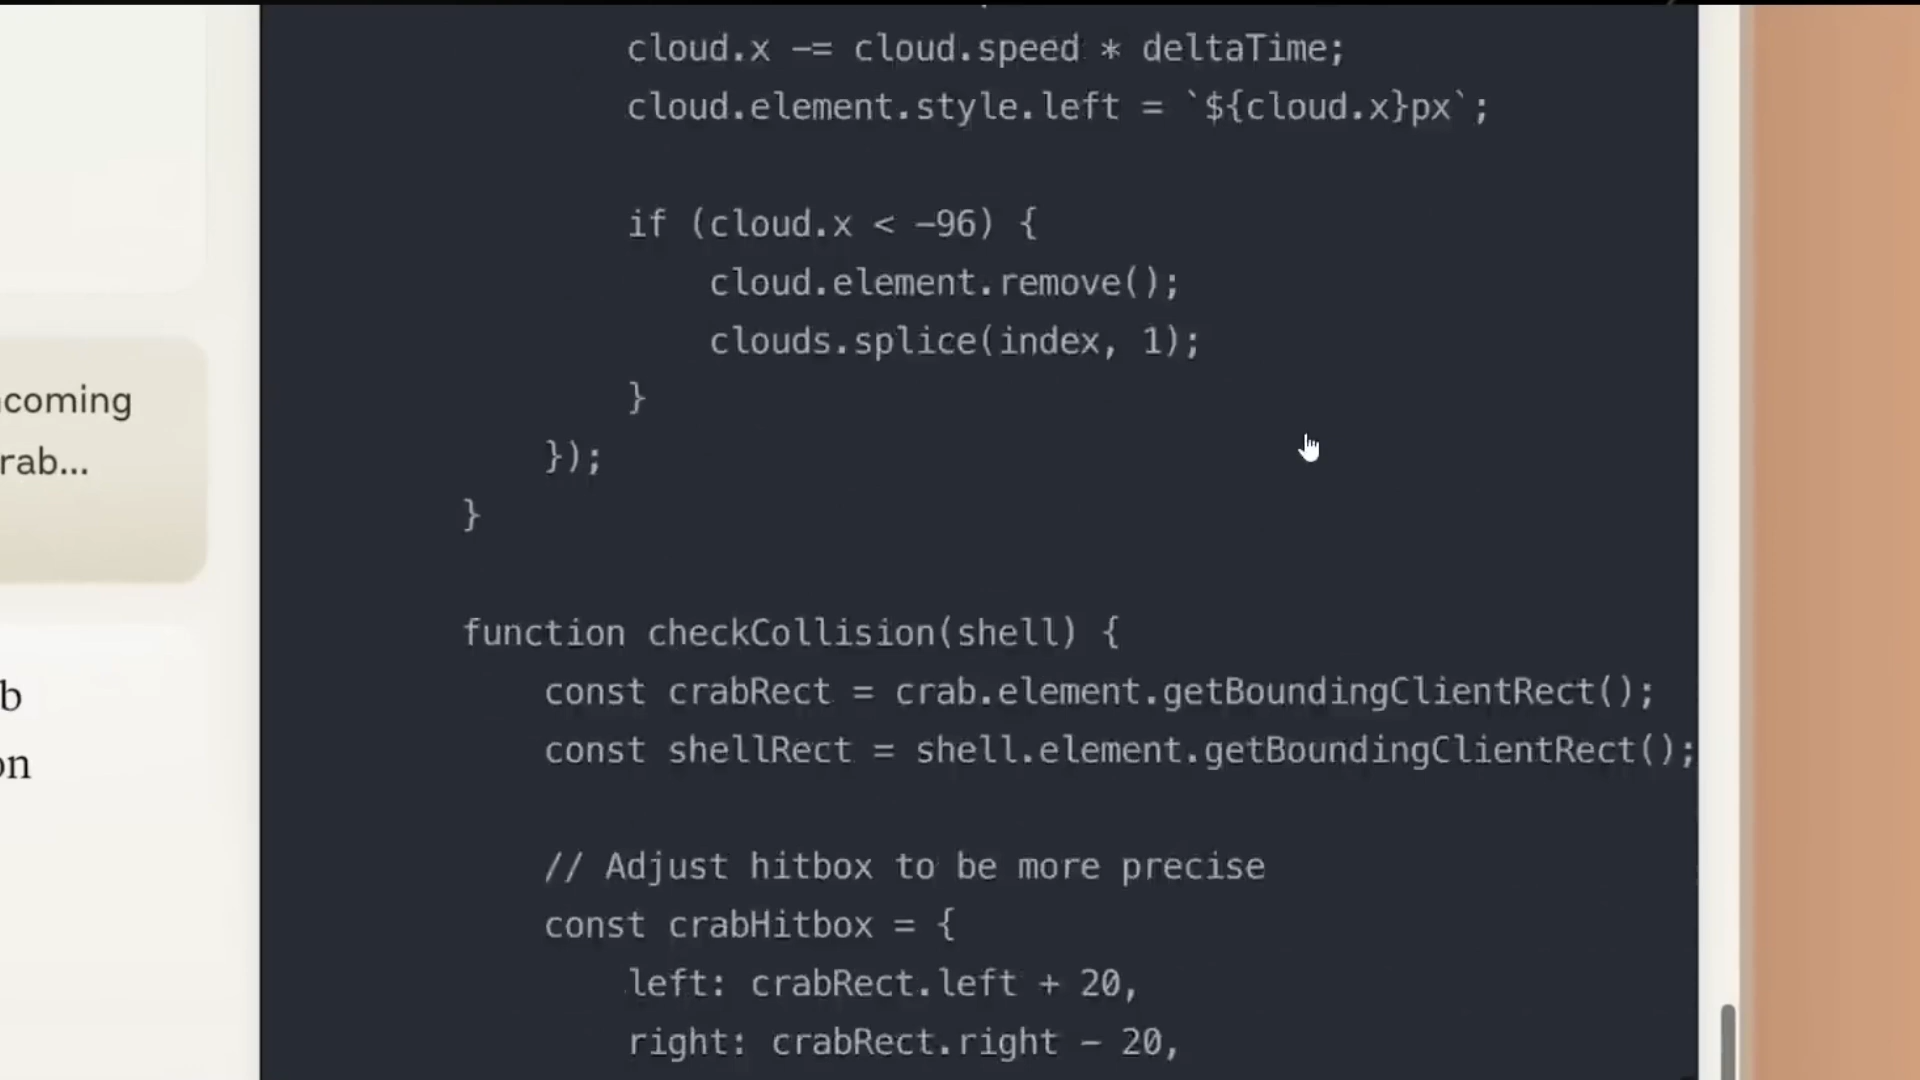 cloud.x -= cloud.speed * deltaTime;
cloud.element.style.left = `${cloud.x}px`;
if (cloud.x < -96) {
cloud.element.remove();
clouds.splice(index, 1);
}
});
}
function checkCollision(shell) {
const crabRect = crab.element.getBoundingClientRect();
const shellRect = shell.element.getBoundingClientRect();
// Adjust hitbox to be more precise
const crabHitbox = {
left: crabRect.left + 20,
right: crabRect.right - 20,
coming
rab...
b
on